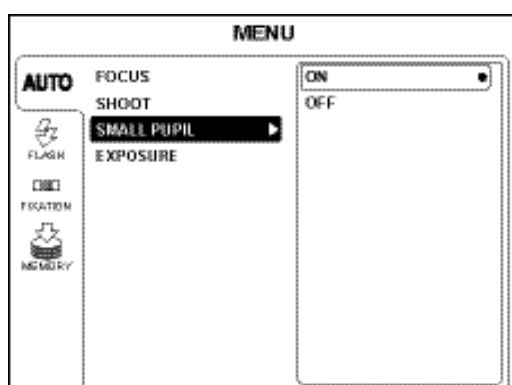 MENU
AUTO
FOCUS
SHOOT
SMALL PUPIL
EXPOSURE
ON
OFF
FLASH
FIXATION
MEMORY